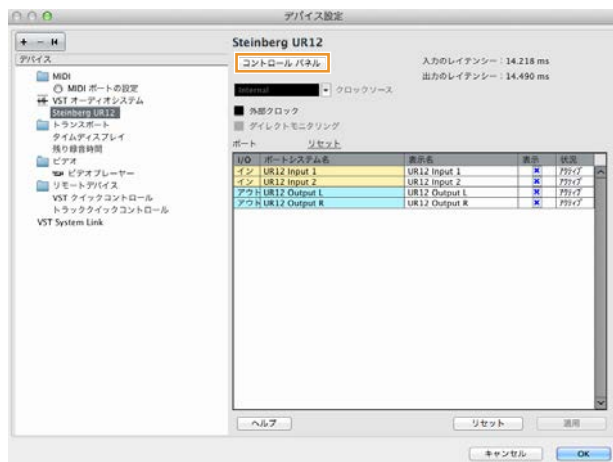 デバイス設定
+ - |◀
デバイス
MIDI
MIDI ポートの設定
VST オーディオシステム
Steinberg UR12
トランスポート
タイムディスプレイ
残り録音時間
ビデオ
ビデオプレーヤー
リモートデバイス
VST クイックコントロール
トラッククイックコントロール
VST System Link
Steinberg UR12
コントロール パネル
入力のレイテンシー : 14.218 ms
出力のレイテンシー : 14.490 ms
Internal クロックソース
外部クロック
ダイレクトモニタリング
ポート リセット
I/O ポートシステム名 表示名 表示 状況
イン UR12 Input 1 UR12 Input 1 アクティブ
イン UR12 Input 2 UR12 Input 2 アクティブ
アウト UR12 Output L UR12 Output L アクティブ
アウト UR12 Output R UR12 Output R アクティブ
ヘルプ リセット 適用
キャンセル OK